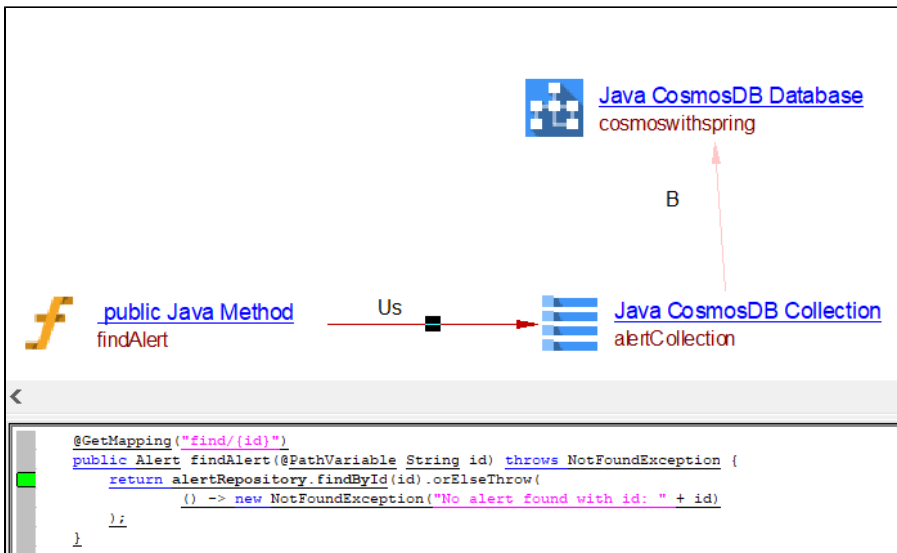 Java CosmosDB Database
cosmoswithspring
B
public Java Method
findAlert
Us
Java CosmosDB Collection
alertCollection
<
@GetMapping("find/{id}")
public Alert findAlert(@PathVariable String id) throws NotFoundException {
return alertRepository.findById(id).orElseThrow(
() -> new NotFoundException("No alert found with id: " + id)
);
}